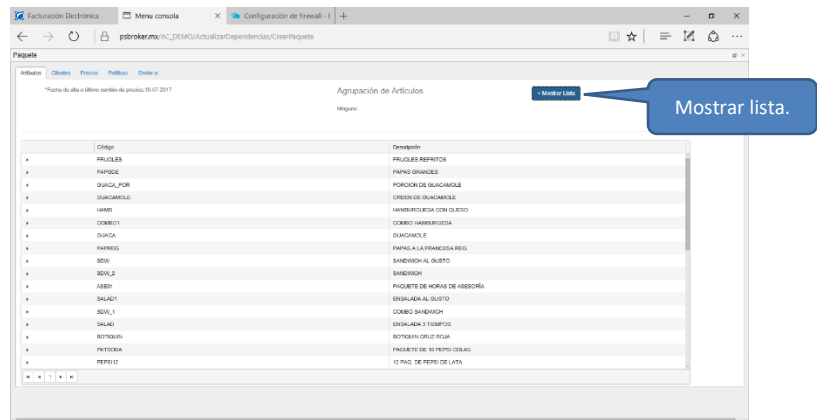 Facturación Electrónica
Menu consola
Configuración de firewall - I
psbroker.mx/AC_DEMO/ActualizarDependencias/CrearPaquete
Paquete
Artículos Clientes Precios Políticas Enviar a
*Fecha de alta o último cambio de precios: 15-07-2017
Agrupación de Artículos
Ninguno
+ Mostrar Lista
Mostrar lista.
Código Descripción
FRIJOLES FRIJOLES REFRITOS
PAPGDE PAPAS GRANDES
GUACA_POR PORCION DE GUACAMOLE
GUACAMOLE ORDEN DE GUACAMOLE
HAMB HAMBURGUESA CON QUESO
COMBO1 COMBO HAMBURGESA
GUACA GUACAMOLE
PAPREG PAPAS A LA FRANCESA REG
SDW SANDWICH AL GUSTO
SDW_2 SANDWICH
ASE01 PAQUETE DE HORAS DE ASESORÍA
SALAD1 ENSALADA AL GUSTO
SDW_1 COMBO SANDWICH
SALAD ENSALADA 3 TIEMPOS
BOTIQUIN BOTIQUIN CRUZ ROJA
PKTSODA PAQUETE DE 10 PEPSI COLAS
PEPSI12 12 PAQ. DE PEPSI DE LATA
1